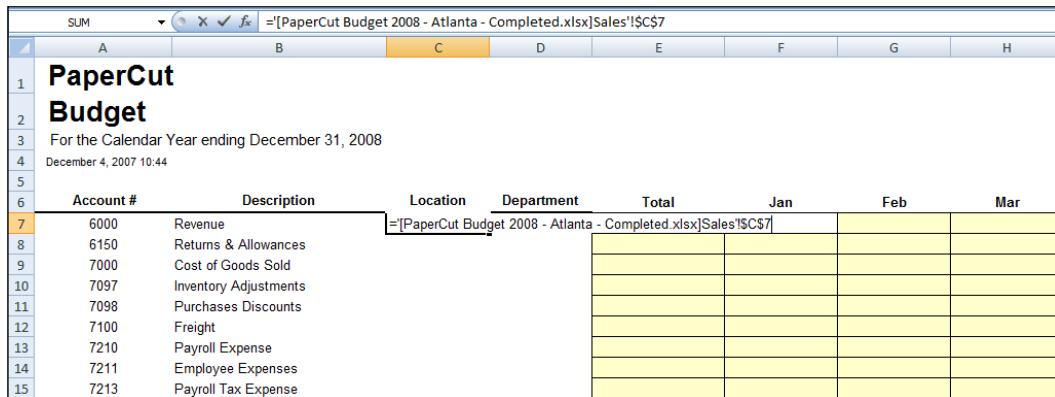 SUM fx ='[PaperCut Budget 2008 - Atlanta - Completed.xlsx]Sales'!$C$7
A B C D E F G H
1 PaperCut
2 Budget
3 For the Calendar Year ending December 31, 2008
4 December 4, 2007 10:44
5
6 Account # Description Location Department Total Jan Feb Mar
7 6000 Revenue ='[PaperCut Budget 2008 - Atlanta - Completed.xlsx]Sales'!$C$7
8 6150 Returns & Allowances
9 7000 Cost of Goods Sold
10 7097 Inventory Adjustments
11 7098 Purchases Discounts
12 7100 Freight
13 7210 Payroll Expense
14 7211 Employee Expenses
15 7213 Payroll Tax Expense